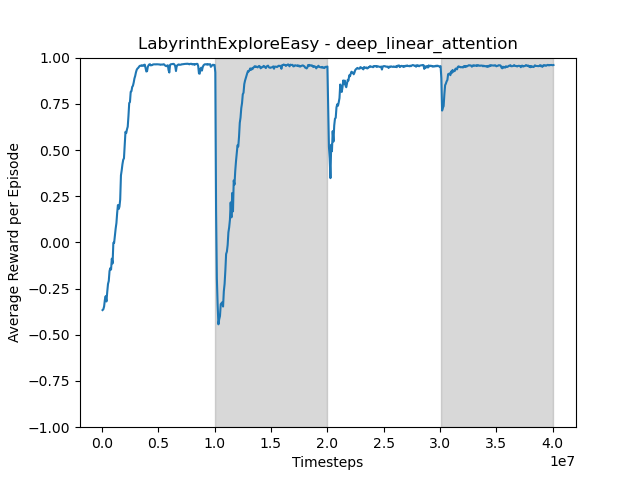 LabyrinthExploreEasy - deep_linear_attention
1.00
0.75
0.50
0.25
0.00
−0.25
−0.50
−0.75
−1.00
Average Reward per Episode
0.0 0.5 1.0 1.5 2.0 2.5 3.0 3.5 4.0
1e7
Timesteps